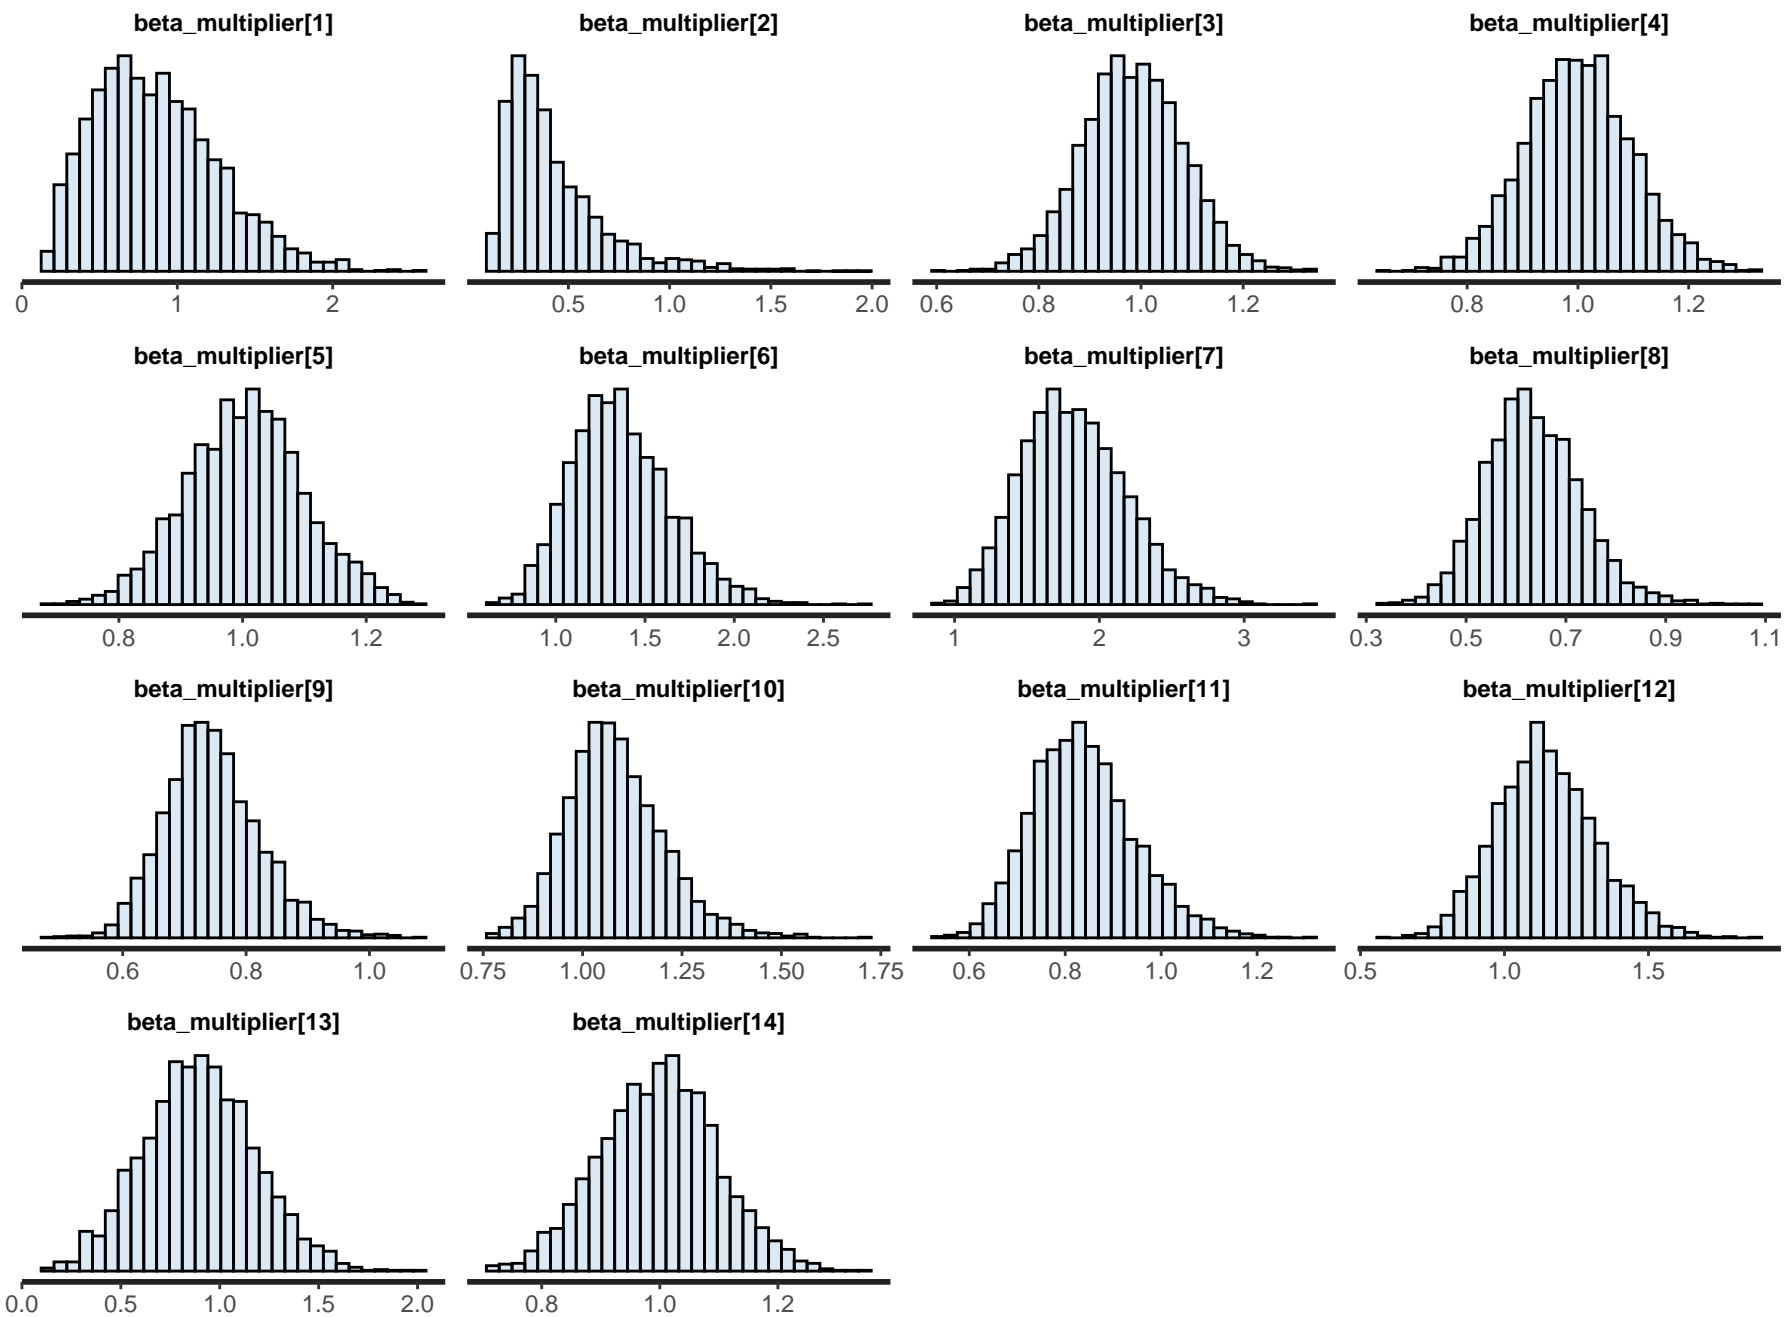 beta_multiplier[1] beta_multiplier[2] beta_multiplier[3] beta_multiplier[4]
0 1 2 0.5 1.0 1.5 2.0 0.6 0.8 1.0 1.2 0.8 1.0 1.2
beta_multiplier[5] beta_multiplier[6] beta_multiplier[7] beta_multiplier[8]
0.8 1.0 1.2 1.0 1.5 2.0 2.5 1 2 3 0.3 0.5 0.7 0.9 1.1
beta_multiplier[9] beta_multiplier[10] beta_multiplier[11] beta_multiplier[12]
0.6 0.8 1.0 0.75 1.00 1.25 1.50 1.75 0.6 0.8 1.0 1.2 0.5 1.0 1.5
beta_multiplier[13] beta_multiplier[14]
0.0 0.5 1.0 1.5 2.0 0.8 1.0 1.2